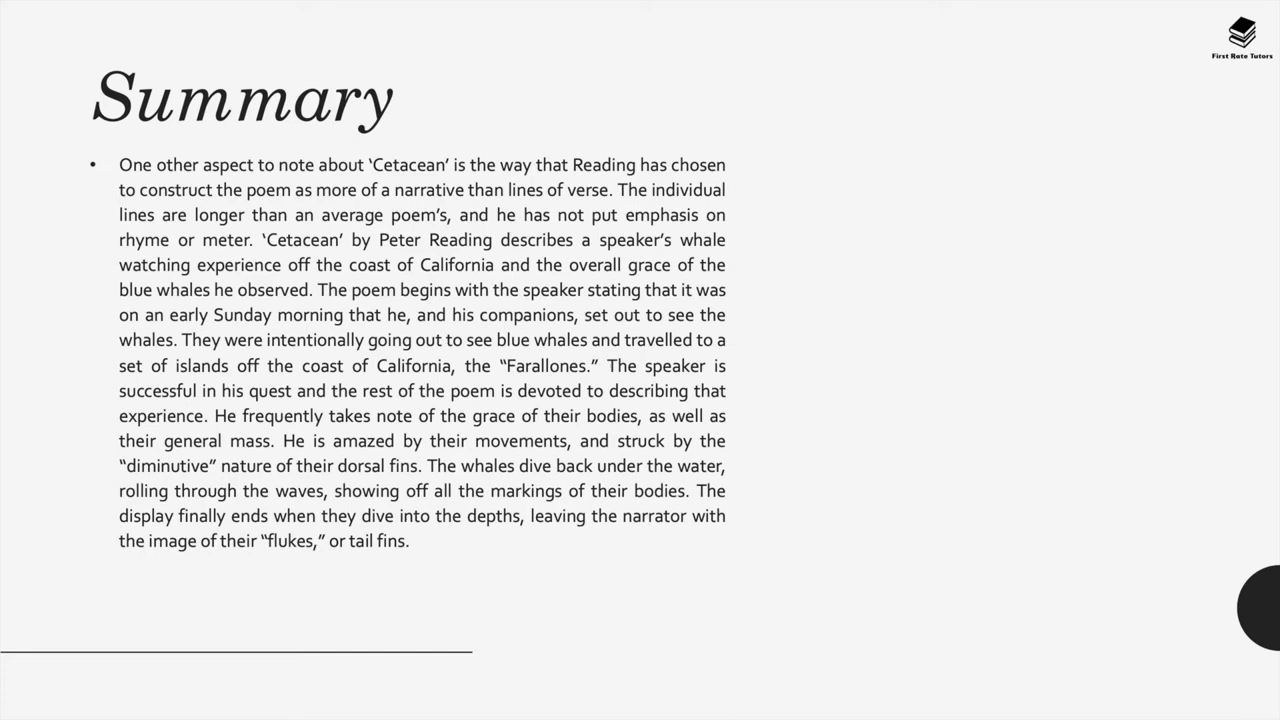 First Rate Tutors
Summary
• One other aspect to note about ‘Cetacean’ is the way that Reading has chosen
to construct the poem as more of a narrative than lines of verse. The individual
lines are longer than an average poem’s, and he has not put emphasis on
rhyme or meter. ‘Cetacean’ by Peter Reading describes a speaker’s whale
watching experience off the coast of California and the overall grace of the
blue whales he observed. The poem begins with the speaker stating that it was
on an early Sunday morning that he, and his companions, set out to see the
whales. They were intentionally going out to see blue whales and travelled to a
set of islands off the coast of California, the “Farallones.” The speaker is
successful in his quest and the rest of the poem is devoted to describing that
experience. He frequently takes note of the grace of their bodies, as well as
their general mass. He is amazed by their movements, and struck by the
“diminutive” nature of their dorsal fins. The whales dive back under the water,
rolling through the waves, showing off all the markings of their bodies. The
display finally ends when they dive into the depths, leaving the narrator with
the image of their “flukes,” or tail fins.